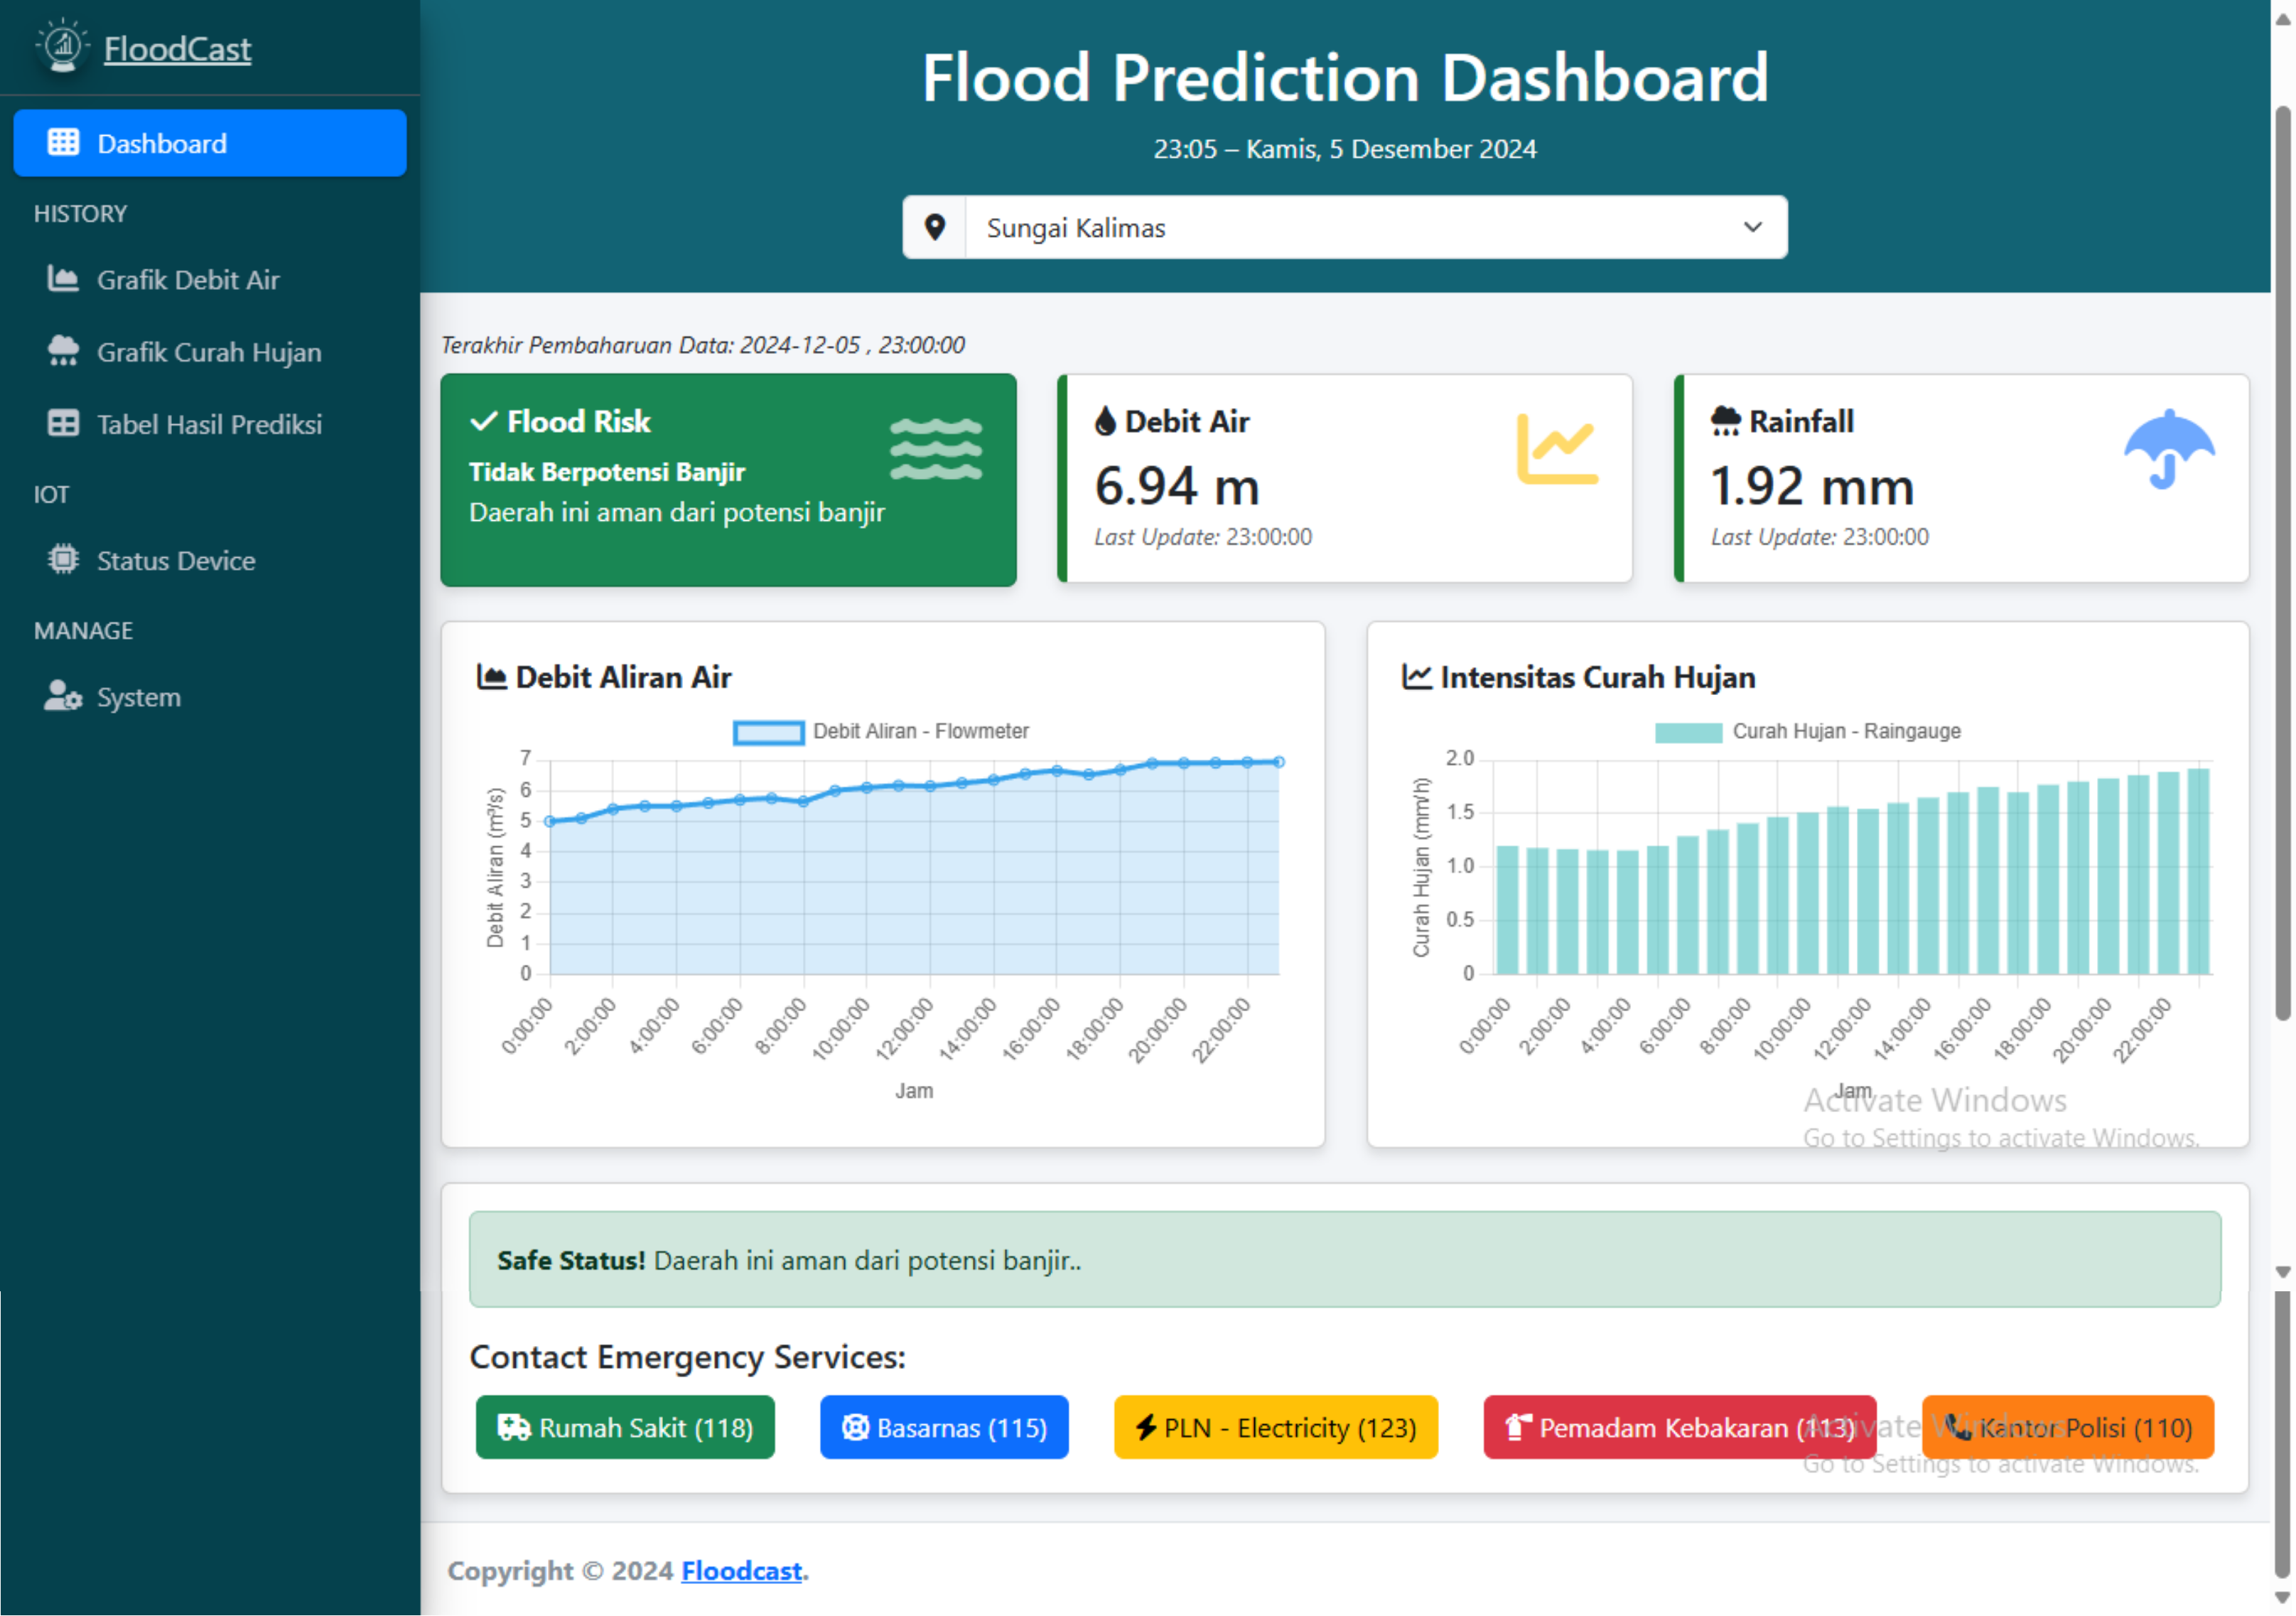 FloodCast
Dashboard
HISTORY
Grafik Debit Air
Grafik Curah Hujan
Tabel Hasil Prediksi
IOT
Status Device
MANAGE
System
Flood Prediction Dashboard
23:05 – Kamis, 5 Desember 2024
Sungai Kalimas
Terakhir Pembaharuan Data: 2024-12-05 , 23:00:00
Flood Risk
Tidak Berpotensi Banjir
Daerah ini aman dari potensi banjir
Debit Air
6.94 m
Last Update: 23:00:00
Rainfall
1.92 mm
Last Update: 23:00:00
Debit Aliran Air
Debit Aliran - Flowmeter
Debit Aliran (m³/s)
7
6
5
4
3
2
1
0
0:00:00
2:00:00
4:00:00
6:00:00
8:00:00
10:00:00
12:00:00
14:00:00
16:00:00
18:00:00
20:00:00
22:00:00
Jam
Intensitas Curah Hujan
Curah Hujan - Raingauge
Curah Hujan (mm/h)
2.0
1.5
1.0
0.5
0
0:00:00
2:00:00
4:00:00
6:00:00
8:00:00
10:00:00
12:00:00
14:00:00
16:00:00
18:00:00
20:00:00
22:00:00
Jam
Activate Windows
Go to Settings to activate Windows.
Safe Status! Daerah ini aman dari potensi banjir..
Contact Emergency Services:
Rumah Sakit (118)
Basarnas (115)
PLN - Electricity (123)
Pemadam Kebakaran (113)
Kantor Polisi (110)
Activate Windows
Go to Settings to activate Windows.
Copyright © 2024 Floodcast.